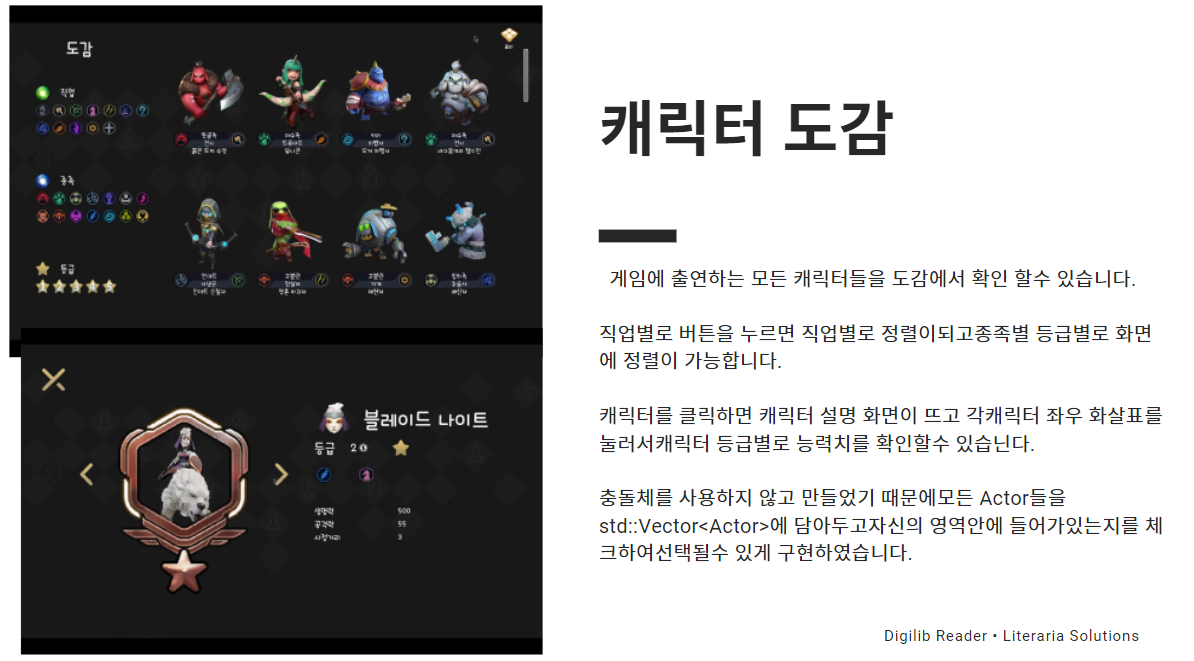 도감
직업
종족
등급
전사
전사
캐릭터 도감
게임에 출연하는 모든 캐릭터들을 도감에서 확인 할수 있습니다.
직업별로 버튼을 누르면 직업별로 정렬이되고종족별 등급별로 화면
에 정렬이 가능합니다.
캐릭터를 클릭하면 캐릭터 설명 화면이 뜨고 각캐릭터 좌우 화살표를
눌러서캐릭터 등급별로 능력치를 확인할수 있습닌다.
충돌체를 사용하지 않고 만들었기 때문에모든 Actor들을
std::Vector<Actor>에 담아두고자신의 영역안에 들어가있는지를 체
크하여선택될수 있게 구현하였습니다.
블레이드 나이트
등급 2
생명력 500
공격력 55
사정거리 3
Digilib Reader • Literaria Solutions